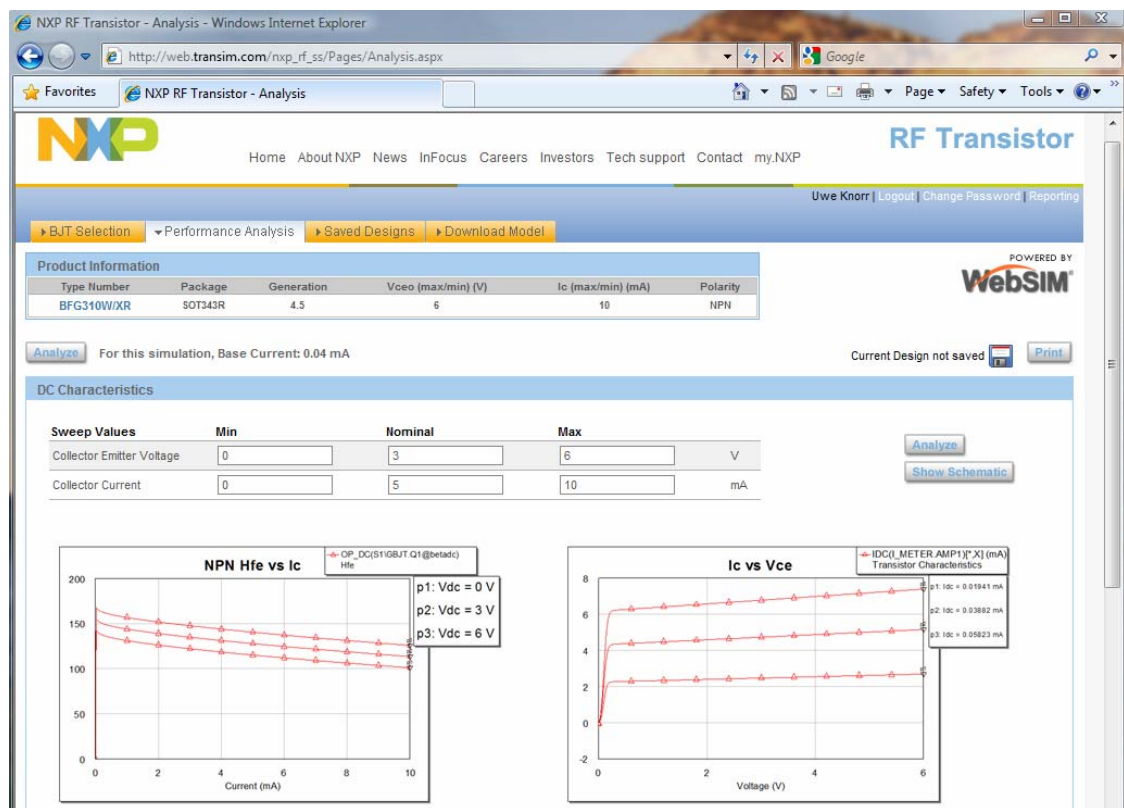 NXP RF Transistor - Analysis - Windows Internet Explorer
http://web.transim.com/nxp_rf_ss/Pages/Analysis.aspx
Google
Favorites
NXP RF Transistor - Analysis
Page
Safety
Tools
NXP
Home About NXP News InFocus Careers Investors Tech support Contact my.NXP
RF Transistor
Uwe Knorr | Logout | Change Password | Reporting
BJT Selection
Performance Analysis
Saved Designs
Download Model
Product Information
Type Number Package Generation Vceo (max/min) (V) Ic (max/min) (mA) Polarity
BFG310W/XR SOT343R 4.5 6 10 NPN
POWERED BY
WebSIM
Analyze
For this simulation, Base Current: 0.04 mA
Current Design not saved
Print
DC Characteristics
Sweep Values Min Nominal Max
Collector Emitter Voltage 0 3 6 V
Collector Current 0 5 10 mA
Analyze
Show Schematic
NPN Hfe vs Ic
OP_DC(S1\GBJT.Q1@betadc)
Hfe
p1: Vdc = 0 V
p2: Vdc = 3 V
p3: Vdc = 6 V
200
150
100
50
0
0 2 4 6 8 10
Current (mA)
Ic vs Vce
IDC(I_METER.AMP1)[*,X] (mA)
Transistor Characteristics
p1: Idc = 0.01941 mA
p2: Idc = 0.03882 mA
p3: Idc = 0.05823 mA
8
6
4
2
0
-2
0 2 4 6
Voltage (V)